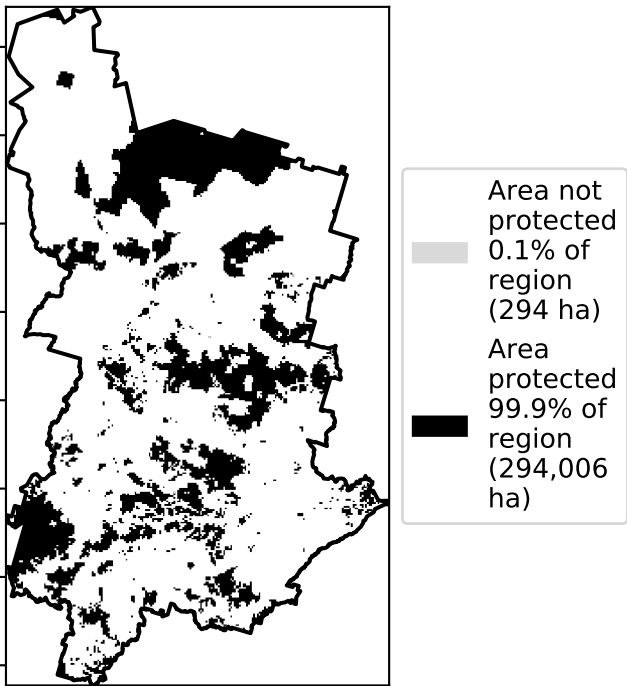 Area not
protected
0.1% of
region
(294 ha)
Area
protected
99.9% of
region
(294,006
ha)